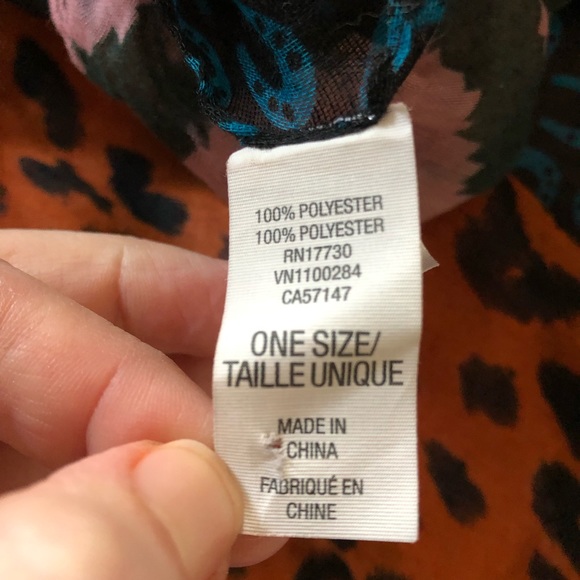 100% POLYESTER
100% POLYESTER
RN17730
VN1100284
CA57147
ONE SIZE/
TAILLE UNIQUE
MADE IN
CHINA
FABRIQUÉ EN
CHINE